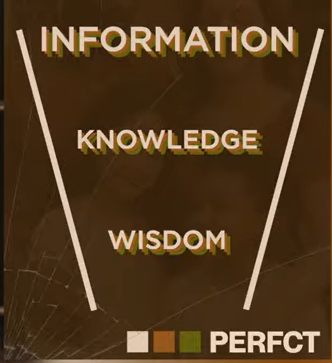 INFORMATION
KNOWLEDGE
WISDOM
PERFCT